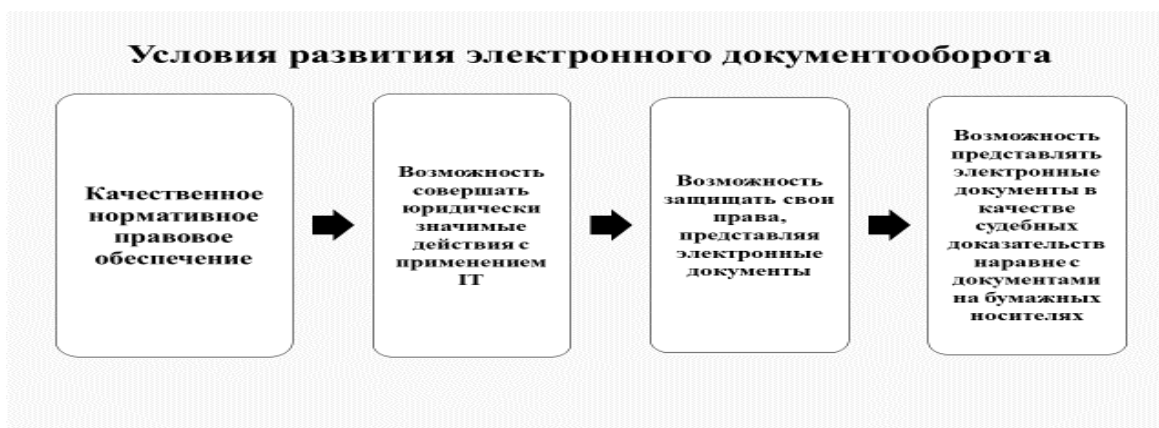 Условия развития электронного документооборота
Качественное
нормативное
правовое
обеспечение
Возможность
совершать
юридически
значимые
действия с
применением
IT
Возможность
защищать свои
права,
представляя
электронные
документы
Возможность
представлять
электронные
документы в
качестве
судебных
доказательств
наравне с
документами
на бумажных
носителях